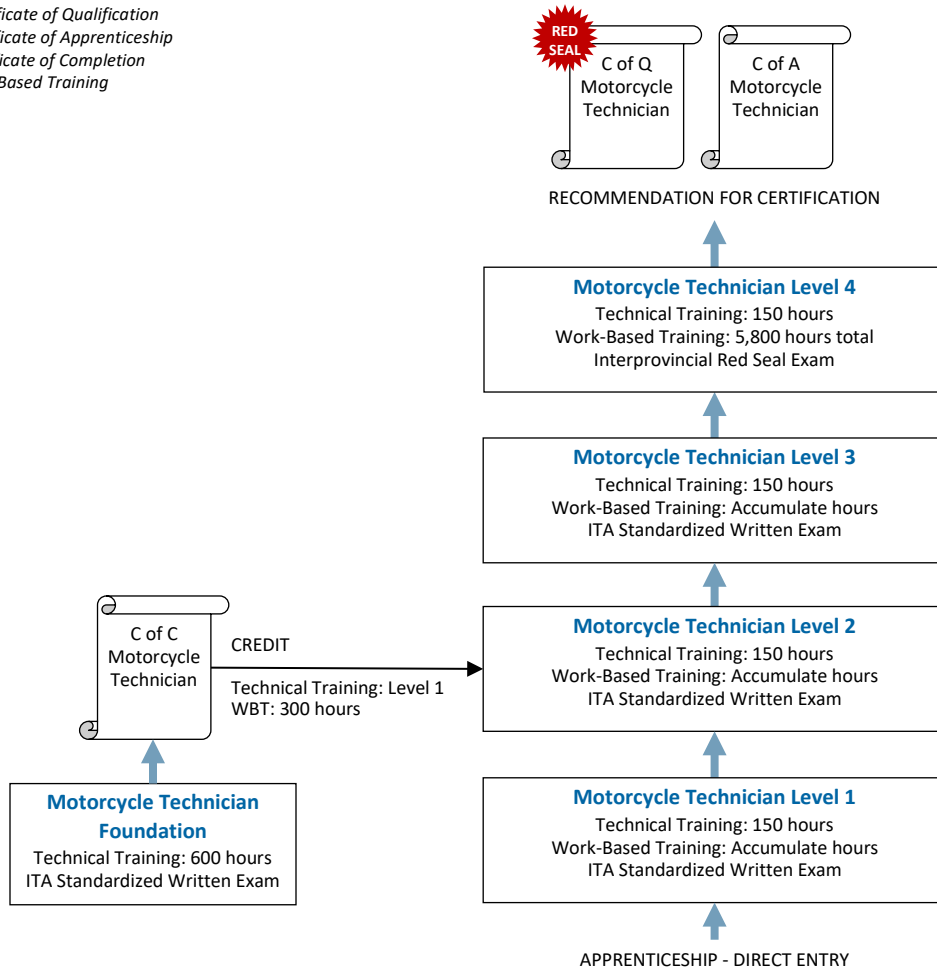 Certificate of Qualification
ficate of Apprenticeship
icate of Completion
Based Training
RED
SEAL
C of Q
Motorcycle
Technician
C of A
Motorcycle
Technician
RECOMMENDATION FOR CERTIFICATION
Motorcycle Technician Level 4
Technical Training: 150 hours
Work-Based Training: 5,800 hours total
Interprovincial Red Seal Exam
Motorcycle Technician Level 3
Technical Training: 150 hours
Work-Based Training: Accumulate hours
ITA Standardized Written Exam
C of C
Motorcycle
Technician
CREDIT
Technical Training: Level 1
WBT: 300 hours
Motorcycle Technician Level 2
Technical Training: 150 hours
Work-Based Training: Accumulate hours
ITA Standardized Written Exam
Motorcycle Technician
Foundation
Technical Training: 600 hours
ITA Standardized Written Exam
Motorcycle Technician Level 1
Technical Training: 150 hours
Work-Based Training: Accumulate hours
ITA Standardized Written Exam
APPRENTICESHIP - DIRECT ENTRY